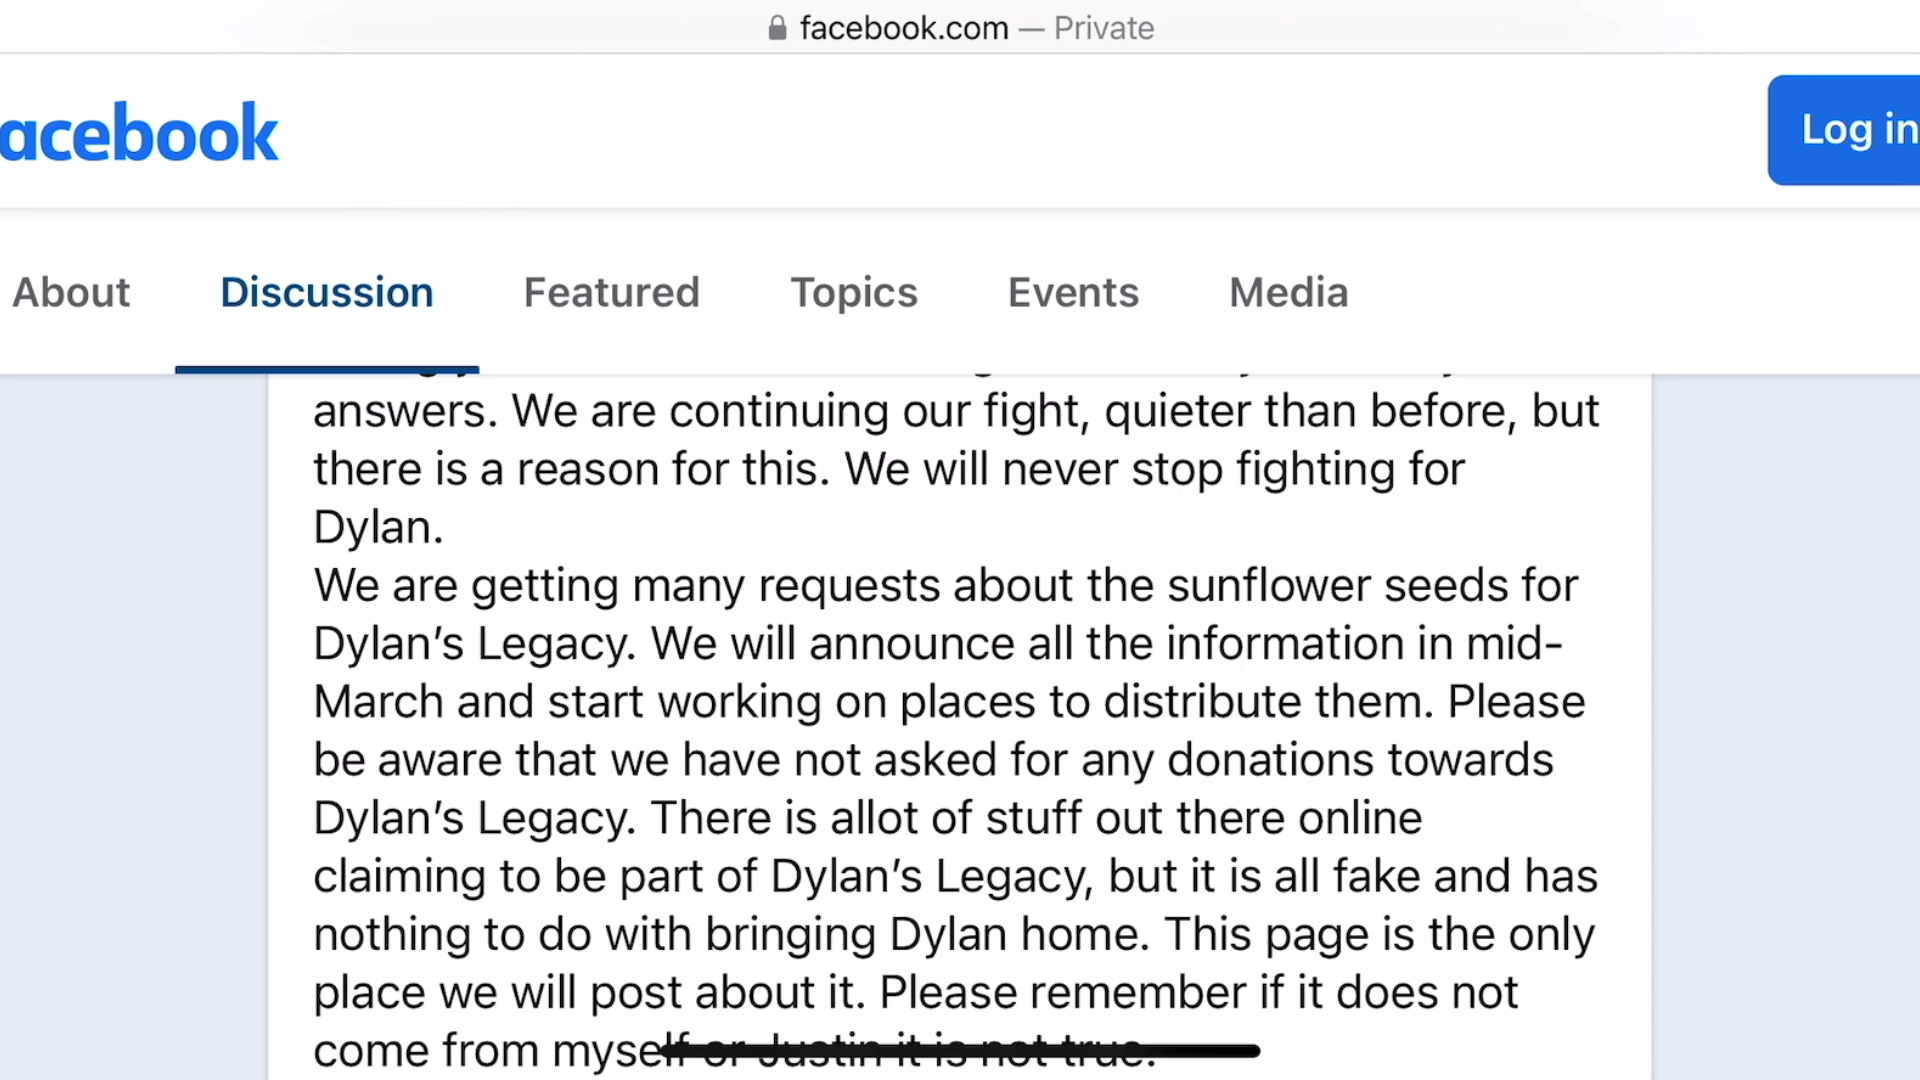 facebook.com — Private
acebook
Log in
About Discussion Featured Topics Events Media
answers. We are continuing our fight, quieter than before, but
there is a reason for this. We will never stop fighting for
Dylan.
We are getting many requests about the sunflower seeds for
Dylan’s Legacy. We will announce all the information in mid-
March and start working on places to distribute them. Please
be aware that we have not asked for any donations towards
Dylan’s Legacy. There is allot of stuff out there online
claiming to be part of Dylan’s Legacy, but it is all fake and has
nothing to do with bringing Dylan home. This page is the only
place we will post about it. Please remember if it does not
come from myself or Justin it is not true.